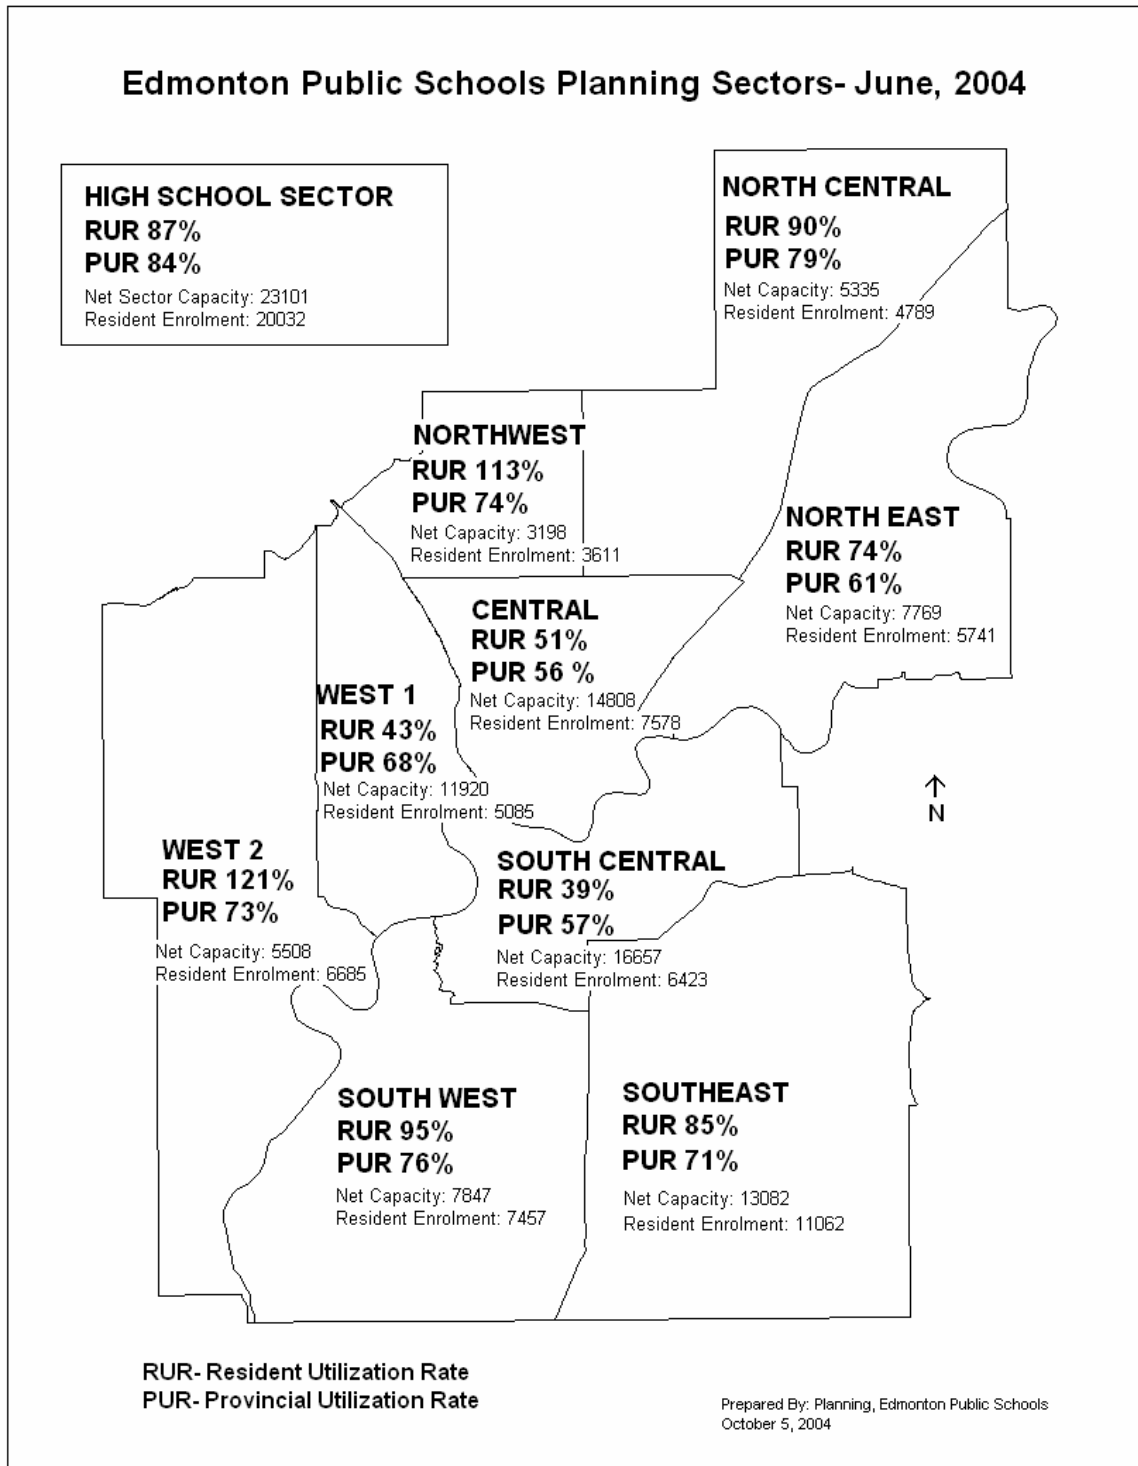 Edmonton Public Schools Planning Sectors- June, 2004
HIGH SCHOOL SECTOR
RUR 87%
PUR 84%
Net Sector Capacity: 23101
Resident Enrolment: 20032
NORTH CENTRAL
RUR 90%
PUR 79%
Net Capacity: 5335
Resident Enrolment: 4789
NORTHWEST
RUR 113%
PUR 74%
Net Capacity: 3198
Resident Enrolment: 3611
NORTH EAST
RUR 74%
PUR 61%
Net Capacity: 7769
Resident Enrolment: 5741
CENTRAL
RUR 51%
PUR 56 %
Net Capacity: 14808
Resident Enrolment: 7578
WEST 1
RUR 43%
PUR 68%
Net Capacity: 11920
Resident Enrolment: 5085
N
WEST 2
RUR 121%
PUR 73%
Net Capacity: 5508
Resident Enrolment: 6685
SOUTH CENTRAL
RUR 39%
PUR 57%
Net Capacity: 16657
Resident Enrolment: 6423
SOUTH WEST
RUR 95%
PUR 76%
Net Capacity: 7847
Resident Enrolment: 7457
SOUTHEAST
RUR 85%
PUR 71%
Net Capacity: 13082
Resident Enrolment: 11062
RUR- Resident Utilization Rate
PUR- Provincial Utilization Rate
Prepared By: Planning, Edmonton Public Schools
October 5, 2004